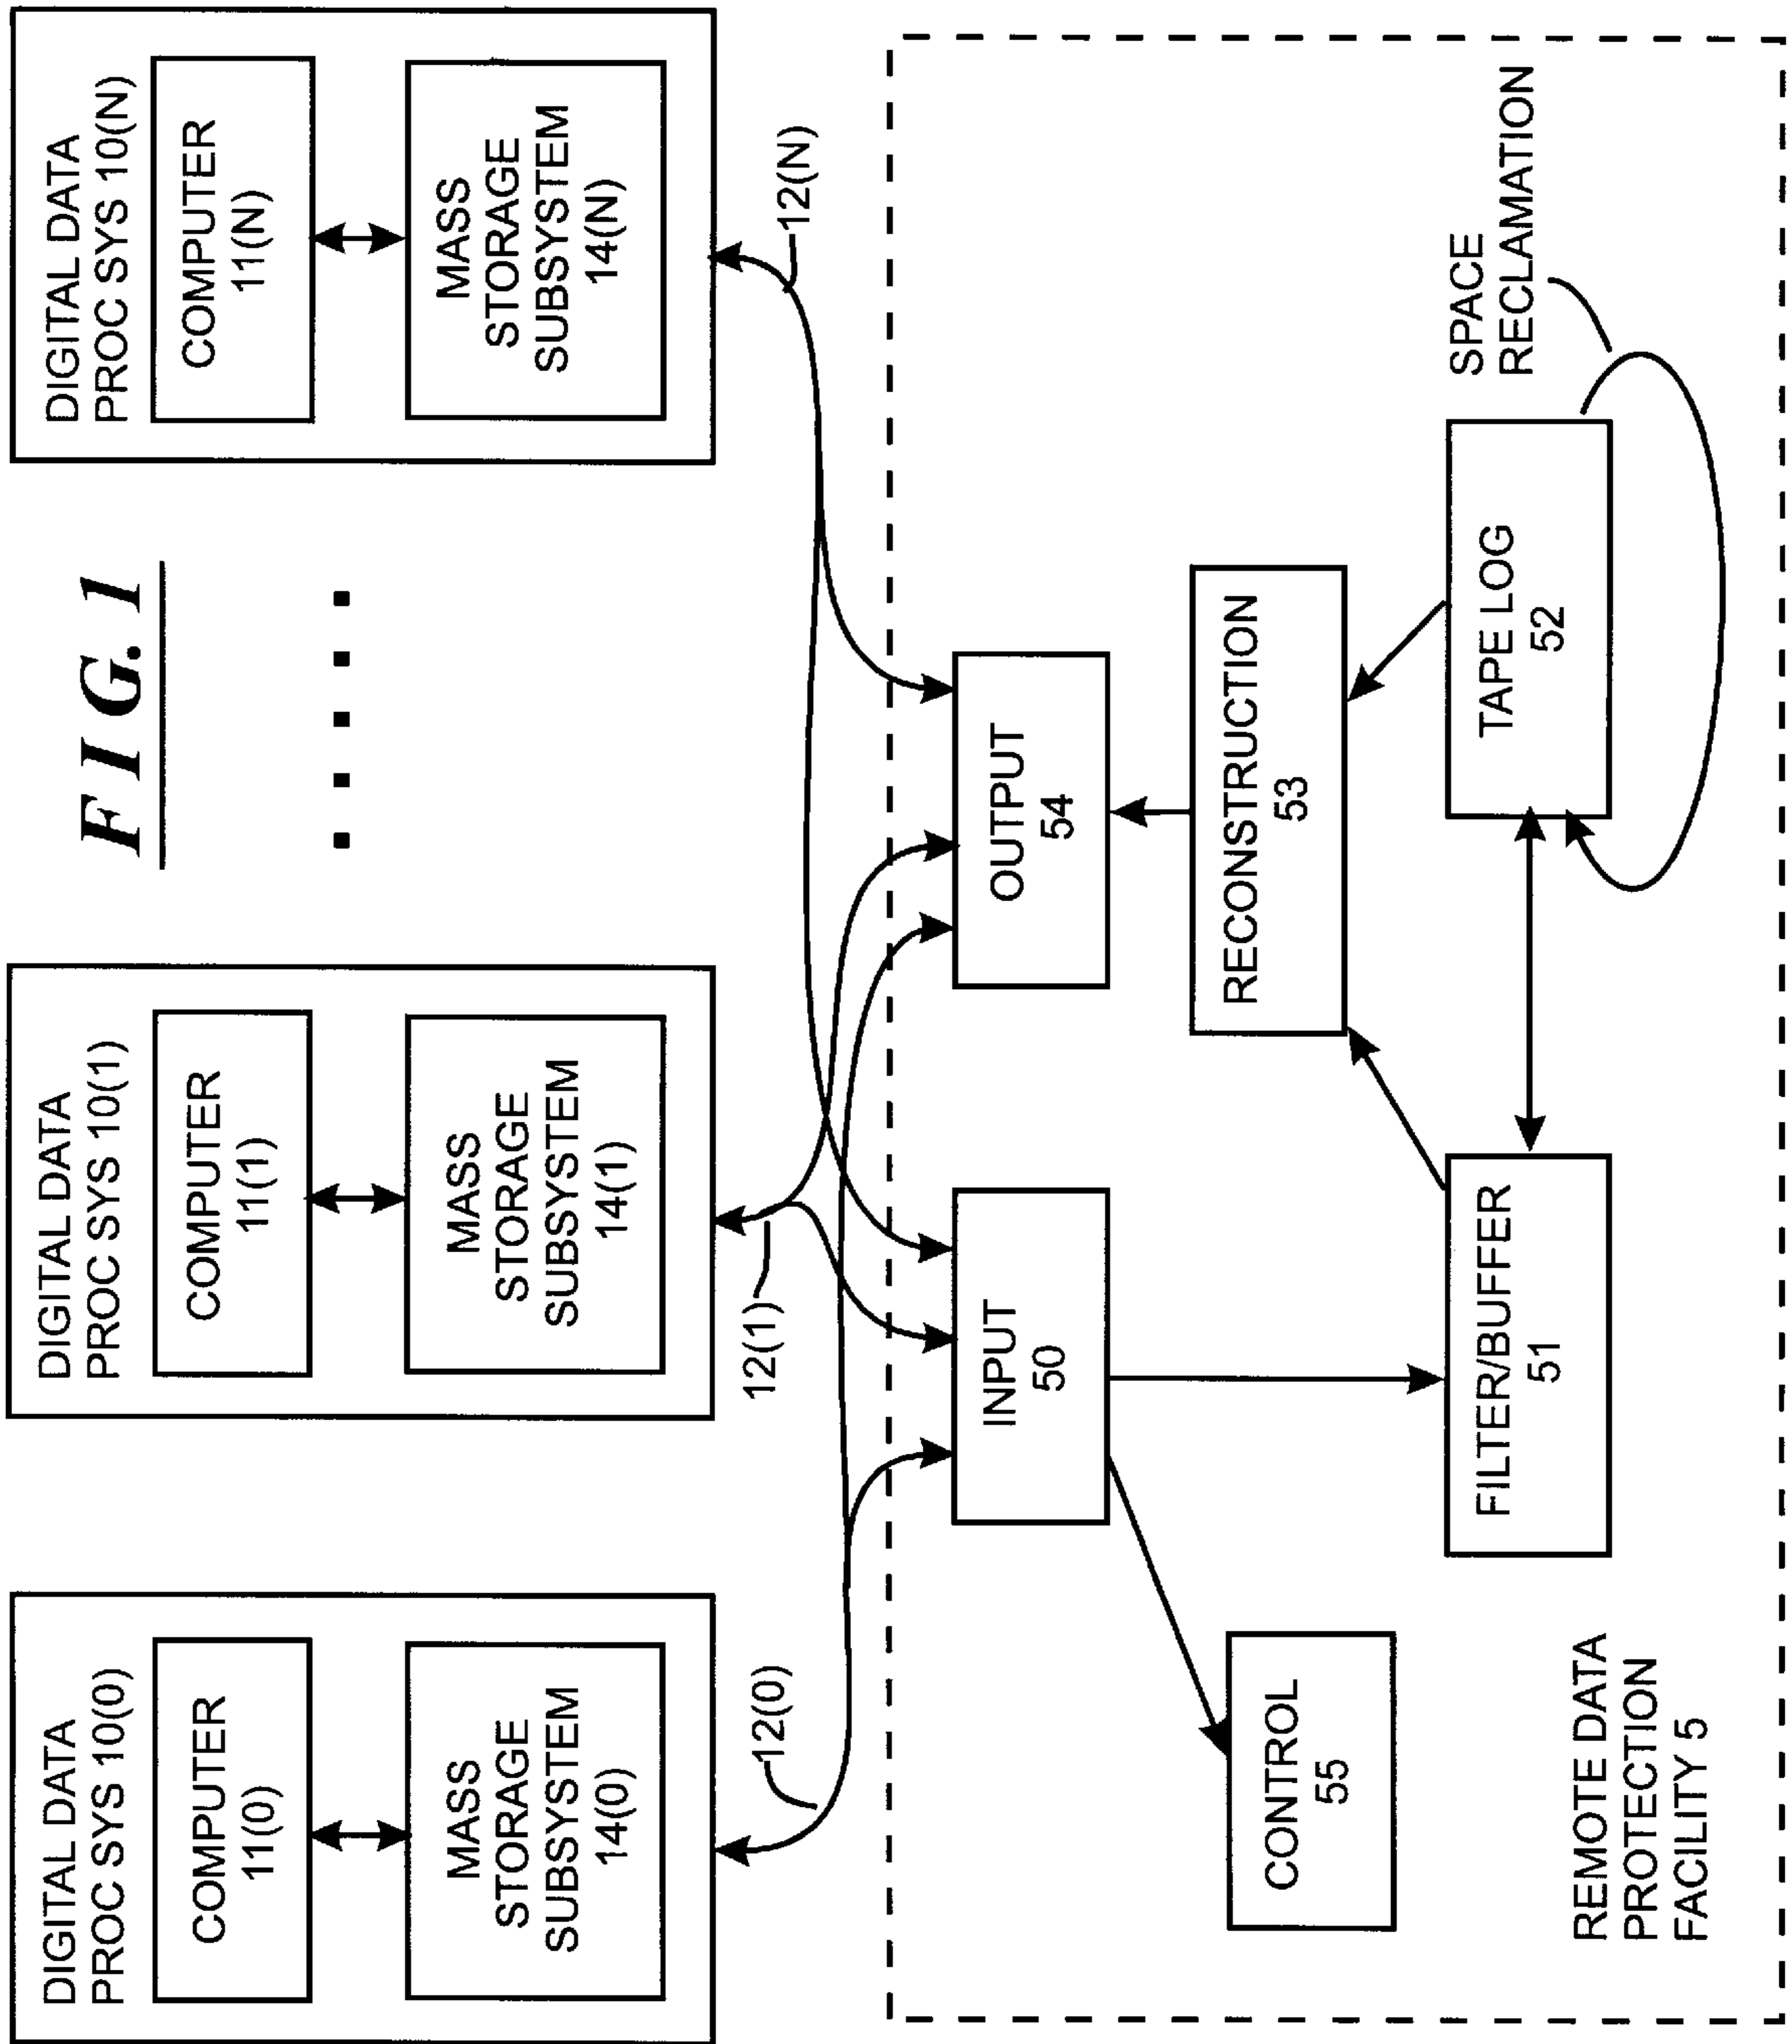 FIG. 1
DIGITAL DATA
PROC SYS 10(0)
COMPUTER
11(0)
MASS
STORAGE
SUBSYSTEM
14(0)
DIGITAL DATA
PROC SYS 10(1)
COMPUTER
11(1)
MASS
STORAGE
SUBSYSTEM
14(1)
DIGITAL DATA
PROC SYS 10(N)
COMPUTER
11(N)
MASS
STORAGE
SUBSYSTEM
14(N)
12(0)
12(1)
12(N)
INPUT
50
OUTPUT
54
CONTROL
55
RECONSTRUCTION
53
FILTER/BUFFER
51
TAPE LOG
52
SPACE
RECLAMATION
REMOTE DATA
PROTECTION
FACILITY 5